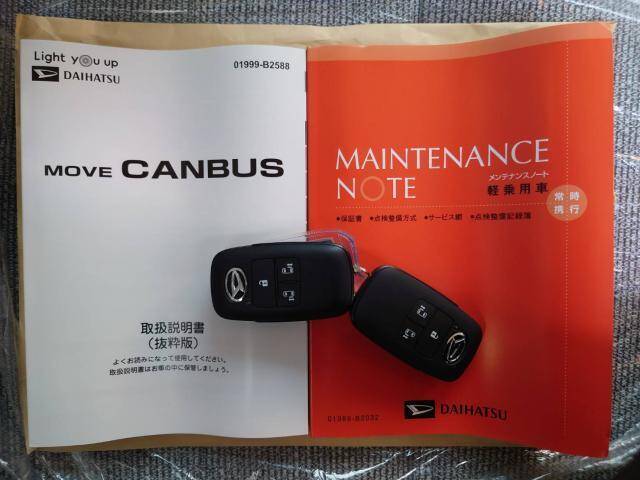 Light you up
DAIHATSU
01999-B2588
MOVE CANBUS
取扱説明書
（抜粋版）
よくお読みになって使用してください。
取扱説明書はお車の中に保管しましょう。
MAINTENANCE
NOTE
メンテナンスノート
軽乗用車
常時
携行
●保証書 ●点検整備方式 ●サービス網 ●点検整備記録簿
DAIHATSU